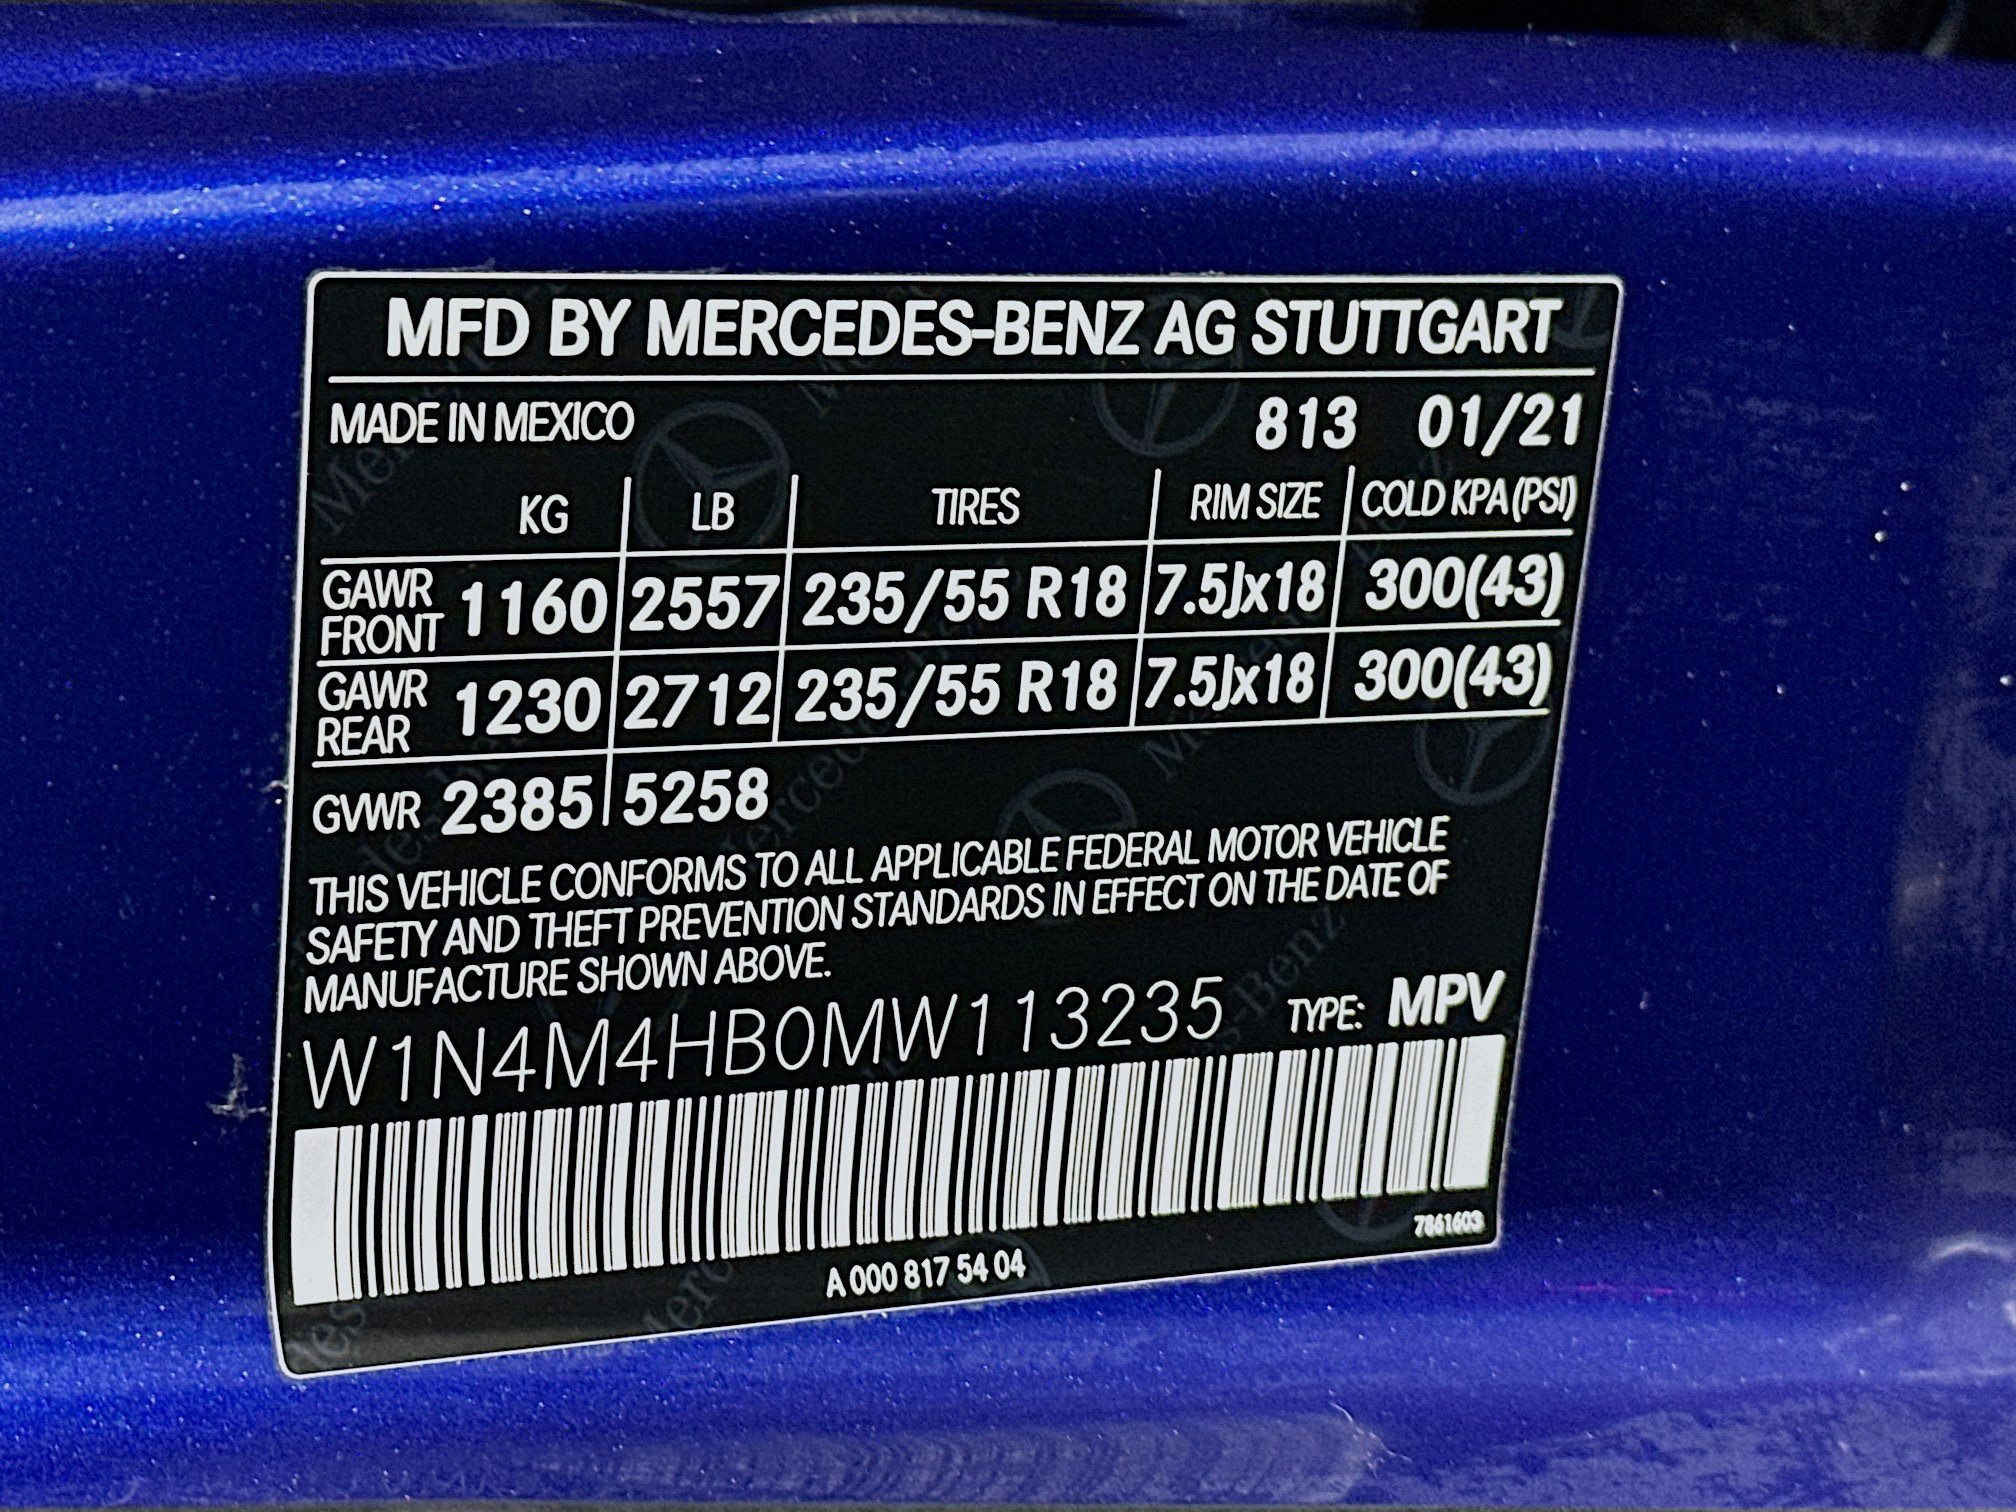 MFD BY MERCEDES-BENZ AG STUTTGART
MADE IN MEXICO 813 01/21
KG LB TIRES RIM SIZE COLD KPA (PSI)
GAWR FRONT 1160 2557 235/55 R18 7.5Jx18 300(43)
GAWR REAR 1230 2712 235/55 R18 7.5Jx18 300(43)
GVWR 2385 5258
THIS VEHICLE CONFORMS TO ALL APPLICABLE FEDERAL MOTOR VEHICLE
SAFETY AND THEFT PREVENTION STANDARDS IN EFFECT ON THE DATE OF
MANUFACTURE SHOWN ABOVE.
W1N4M4HB0MW113235 TYPE: MPV
7861603
A 000 817 54 04